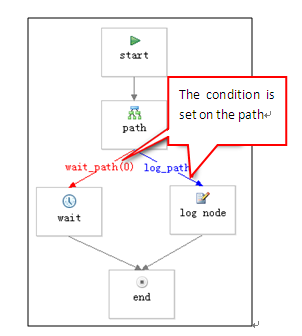 start
The condition is
set on the path
path
wait_path(0)
log_path
wait
log node
end